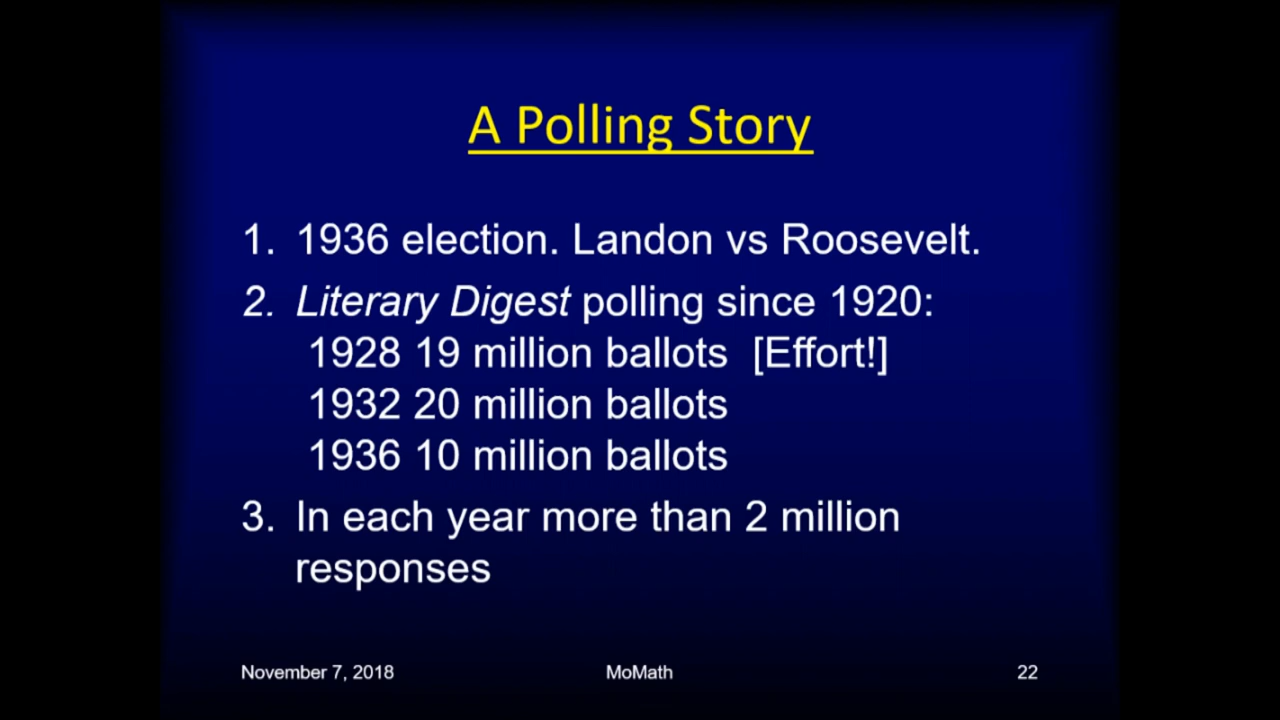 A Polling Story
1. 1936 election. Landon vs Roosevelt.
2. Literary Digest polling since 1920:
1928 19 million ballots [Effort!]
1932 20 million ballots
1936 10 million ballots
3. In each year more than 2 million
responses
November 7, 2018 MoMath 22